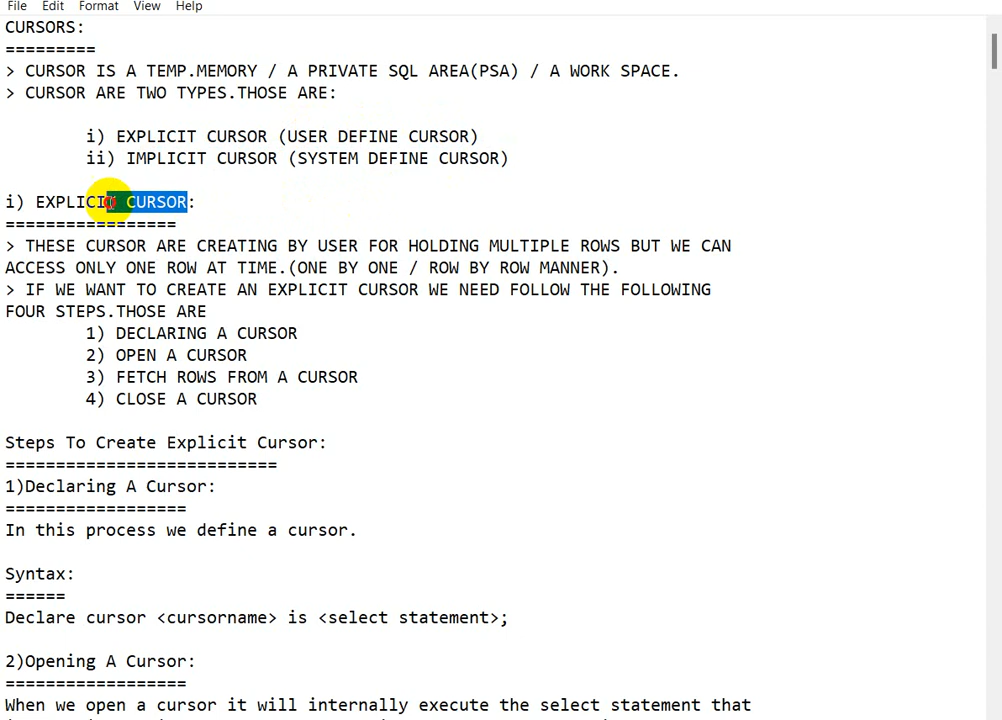 File Edit Format View Help
CURSORS:
=========
> CURSOR IS A TEMP.MEMORY / A PRIVATE SQL AREA(PSA) / A WORK SPACE.
> CURSOR ARE TWO TYPES.THOSE ARE:
i) EXPLICIT CURSOR (USER DEFINE CURSOR)
ii) IMPLICIT CURSOR (SYSTEM DEFINE CURSOR)
i) EXPLICIT CURSOR:
=================
> THESE CURSOR ARE CREATING BY USER FOR HOLDING MULTIPLE ROWS BUT WE CAN
ACCESS ONLY ONE ROW AT TIME.(ONE BY ONE / ROW BY ROW MANNER).
> IF WE WANT TO CREATE AN EXPLICIT CURSOR WE NEED FOLLOW THE FOLLOWING
FOUR STEPS.THOSE ARE
1) DECLARING A CURSOR
2) OPEN A CURSOR
3) FETCH ROWS FROM A CURSOR
4) CLOSE A CURSOR
Steps To Create Explicit Cursor:
===========================
1)Declaring A Cursor:
==================
In this process we define a cursor.
Syntax:
======
Declare cursor <cursorname> is <select statement>;
2)Opening A Cursor:
==================
When we open a cursor it will internally execute the select statement that